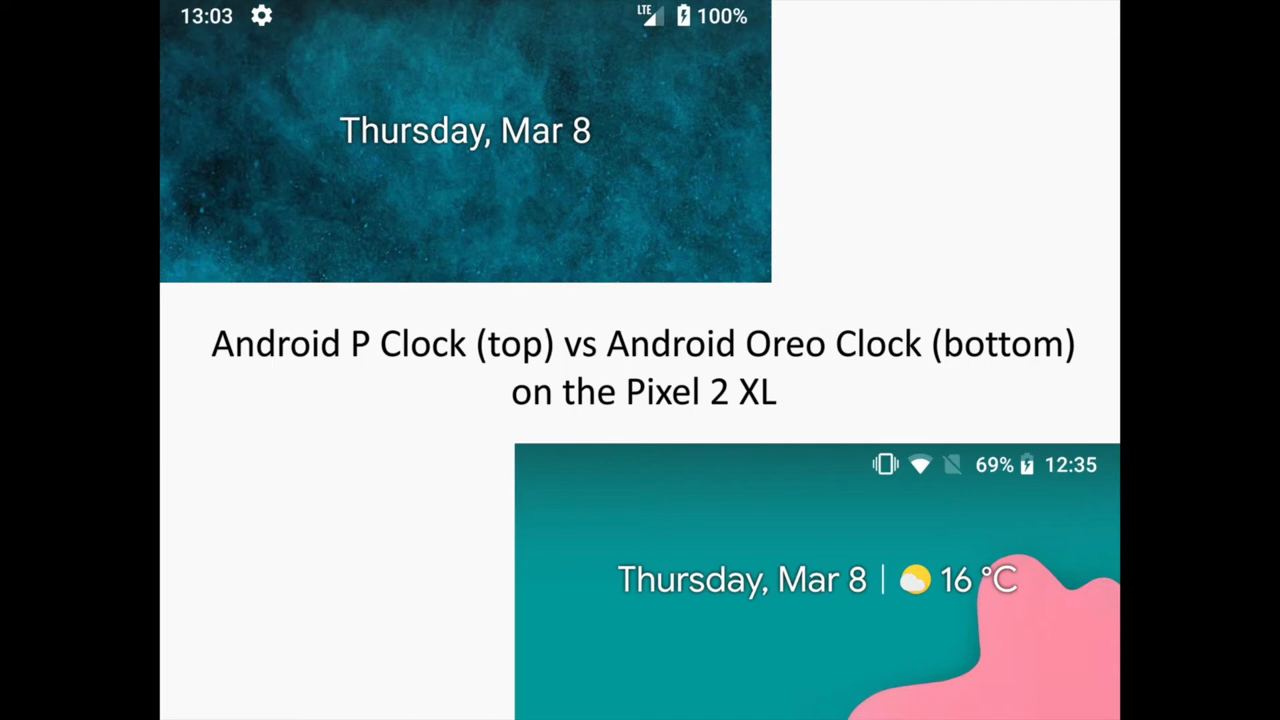 13:03 LTE 100%
Thursday, Mar 8
Android P Clock (top) vs Android Oreo Clock (bottom)
on the Pixel 2 XL
69% 12:35
Thursday, Mar 8 | 16 °C